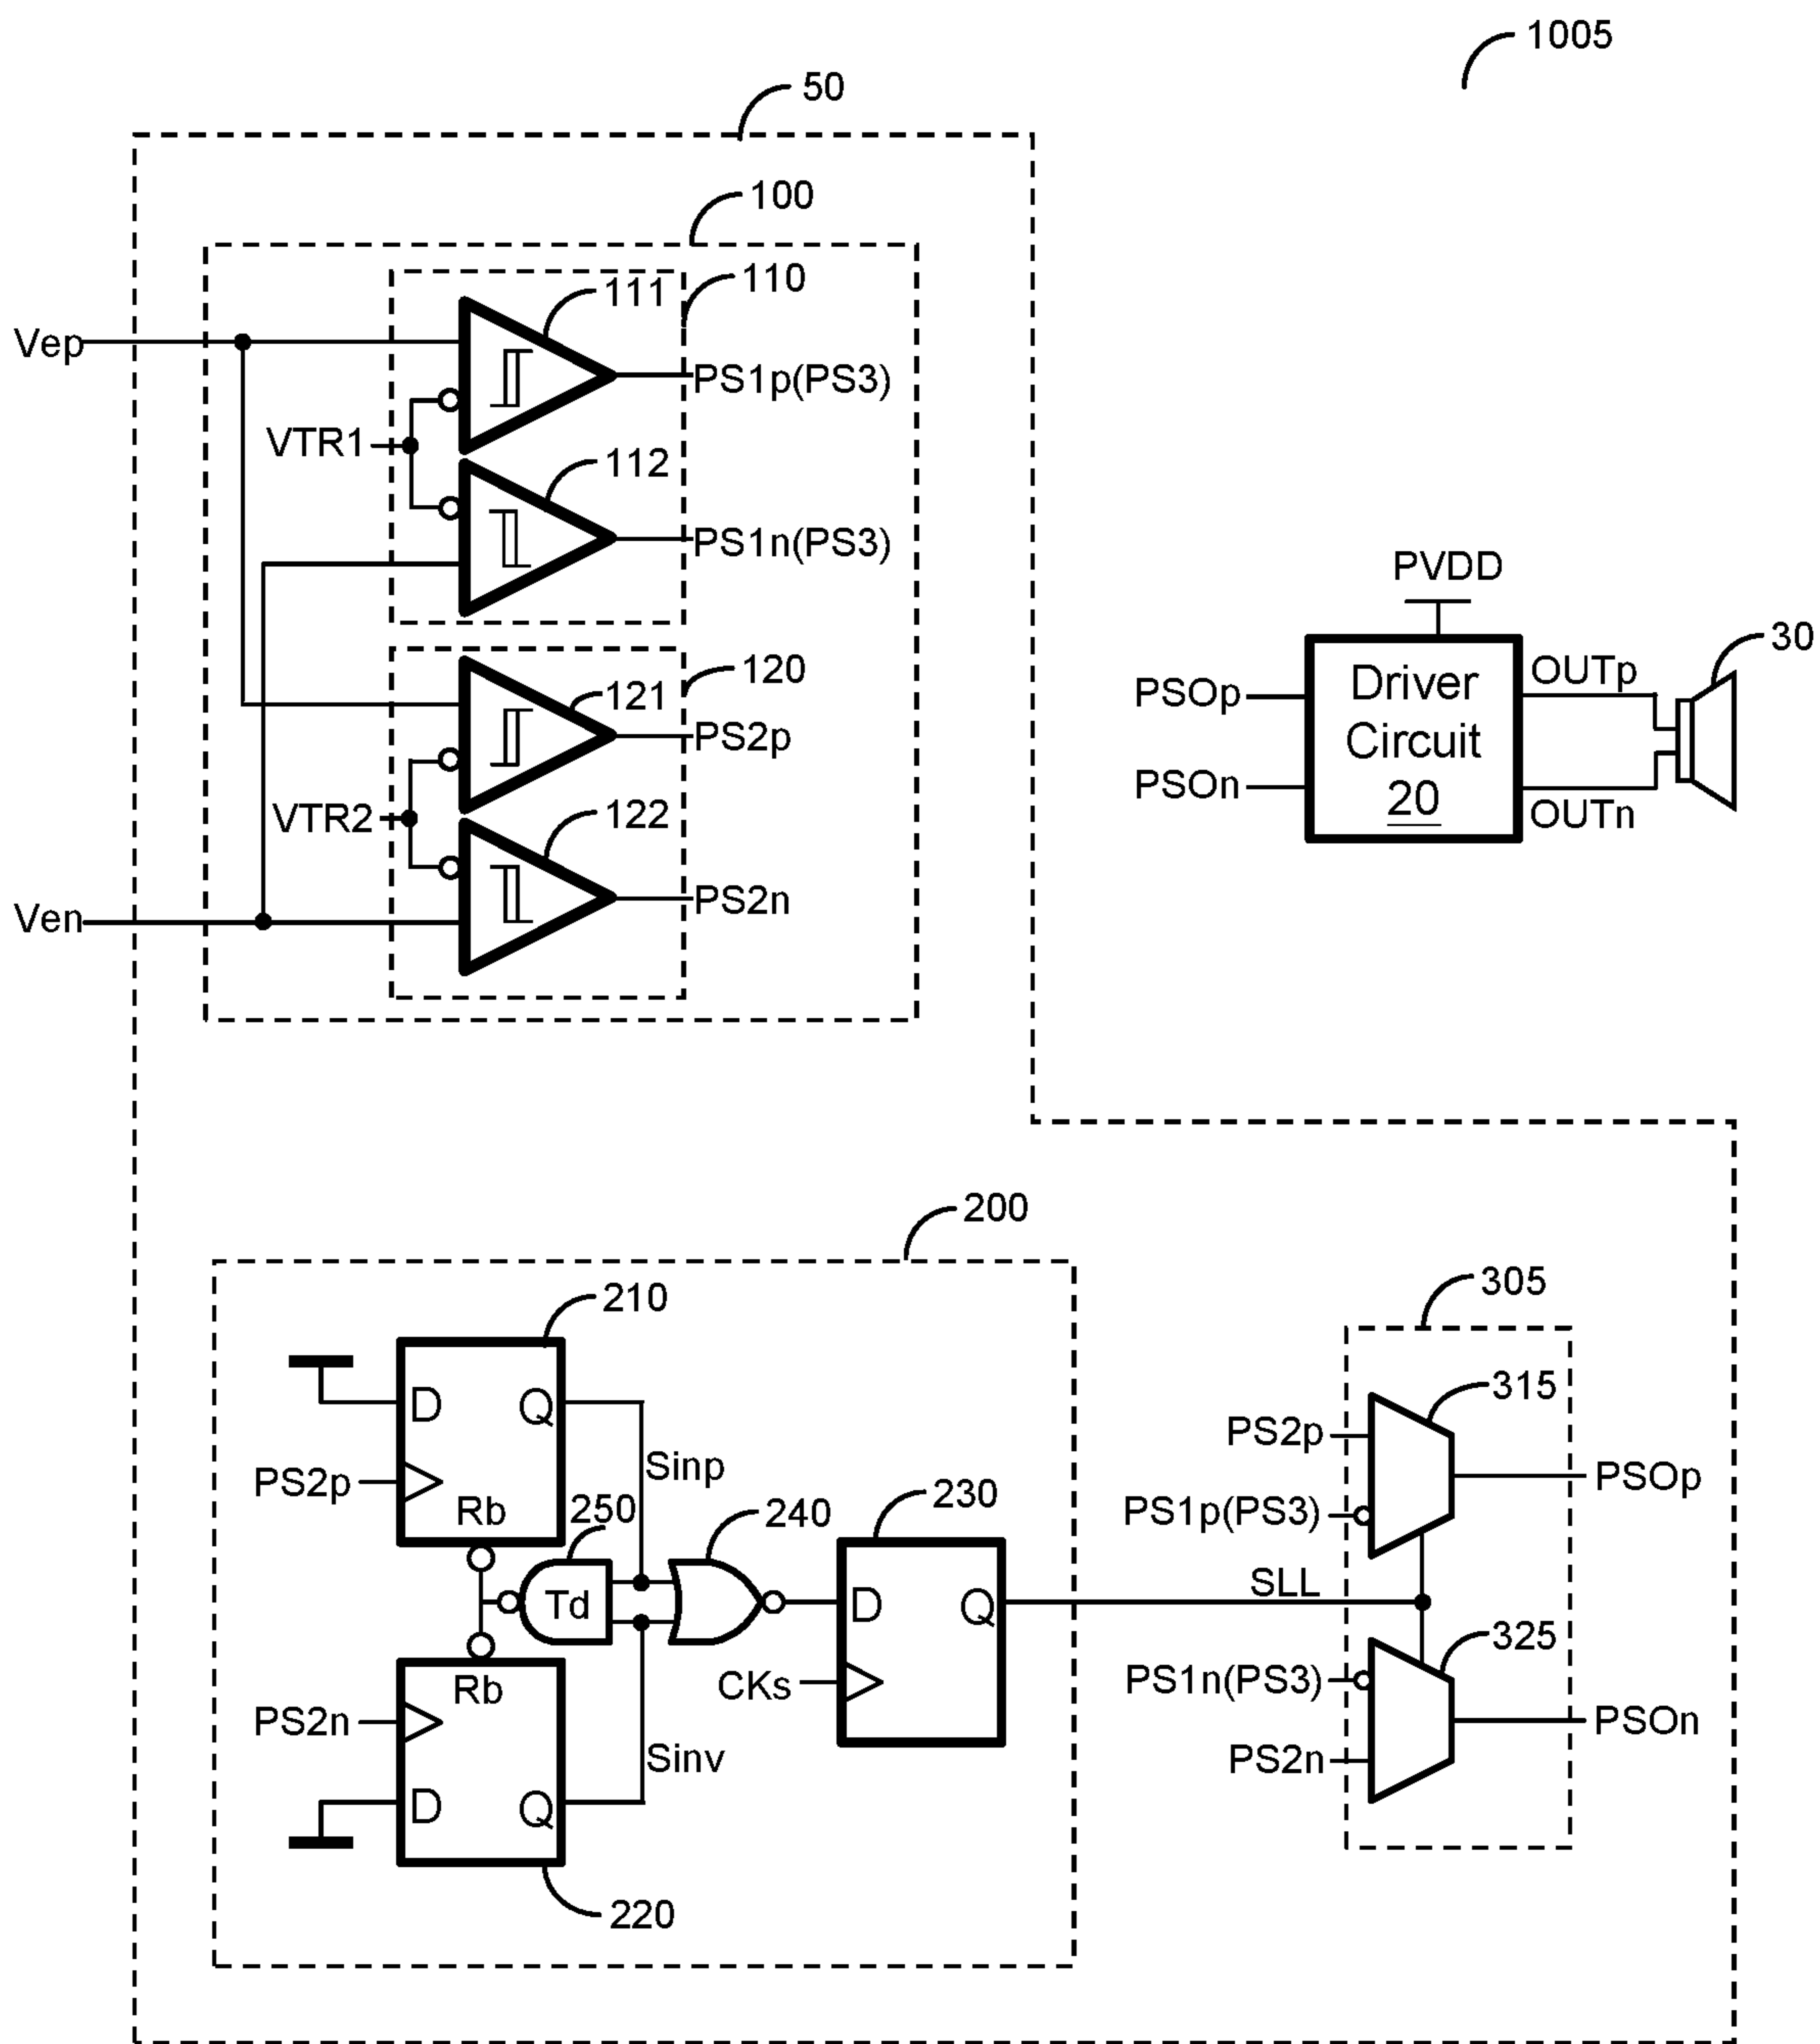 1005
50
100
110
111
Vep
PS1p(PS3)
VTR1
112
PS1n(PS3)
PVDD
120
121
30
Driver
Circuit
20
OUTp
PSOp
PS2p
PSOn
OUTn
VTR2
122
PS2n
Ven
200
210
305
D
Q
315
PS2p
Sinp
PS2p
230
PSOp
Rb
250
240
PS1p(PS3)
Td
D
Q
SLL
325
Rb
CKs
PS1n(PS3)
PS2n
PSOn
Sinv
PS2n
D
Q
220